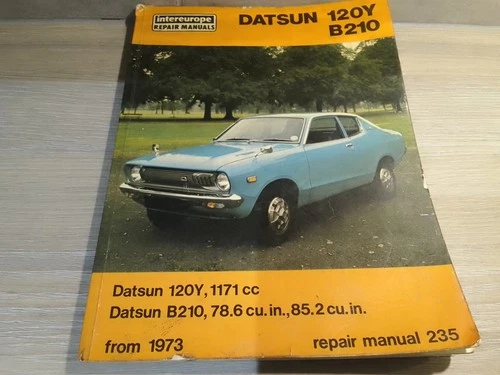 intereurope
REPAIR MANUALS
DATSUN 120Y
B210
Datsun 120Y, 1171 cc
Datsun B210, 78.6 cu.in., 85.2 cu.in.
from 1973
repair manual 235